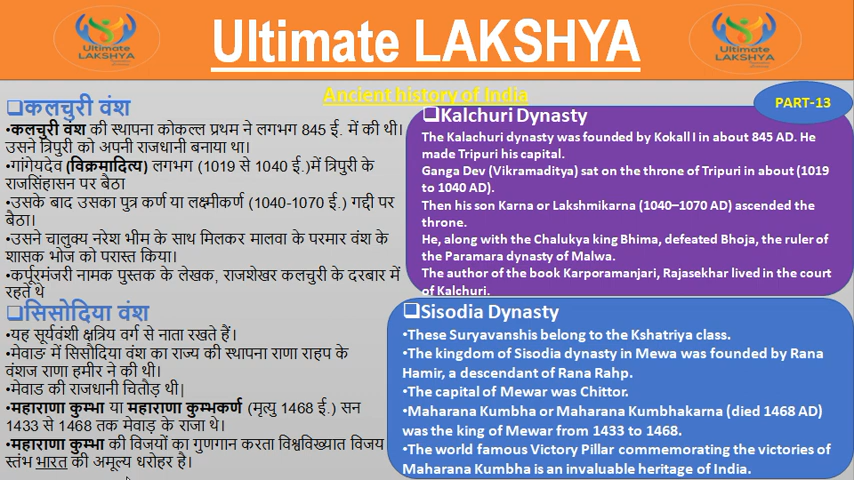 Ultimate LAKSHYA
Ultimate
LAKSHYA
Ultimate
LAKSHYA
Ancient history of India
PART-13
❑कलचुरी वंश
•कलचुरी वंश की स्थापना कोकल्ल प्रथम ने लगभग 845 ई. में की थी।
उसने त्रिपुरी को अपनी राजधानी बनाया था।
•गांगेयदेव (विक्रमादित्य) लगभग (1019 से 1040 ई.)में त्रिपुरी के
राजसिंहासन पर बैठा
•उसके बाद उसका पुत्र कर्ण या लक्ष्मीकर्ण (1040-1070 ई.) गद्दी पर
बैठा।
•उसने चालुक्य नरेश भीम के साथ मिलकर मालवा के परमार वंश के
शासक भोज को परास्त किया।
•कर्पूरमंजरी नामक पुस्तक के लेखक, राजशेखर कलचुरी के दरबार में
रहते थे
❑सिसोदिया वंश
•यह सूर्यवंशी क्षत्रिय वर्ग से नाता रखते हैं।
•मेवाङ में सिसौदिया वंश का राज्य की स्थापना राणा राहप के
वंशज राणा हमीर ने की थी।
•मेवाड की राजधानी चितौड़ थी|
•महाराणा कुम्भा या महाराणा कुम्भकर्ण (मृत्यु 1468 ई.) सन
1433 से 1468 तक मेवाड़ के राजा थे।
•महाराणा कुम्भा की विजयों का गुणगान करता विश्वविख्यात विजय
स्तंभ भारत की अमूल्य धरोहर है।
❑Kalchuri Dynasty
The Kalachuri dynasty was founded by Kokall I in about 845 AD. He
made Tripuri his capital.
Ganga Dev (Vikramaditya) sat on the throne of Tripuri in about (1019
to 1040 AD).
Then his son Karna or Lakshmikarna (1040–1070 AD) ascended the
throne.
He, along with the Chalukya king Bhima, defeated Bhoja, the ruler of
the Paramara dynasty of Malwa.
The author of the book Karporamanjari, Rajasekhar lived in the court
of Kalchuri.
❑Sisodia Dynasty
•These Suryavanshis belong to the Kshatriya class.
•The kingdom of Sisodia dynasty in Mewa was founded by Rana
Hamir, a descendant of Rana Rahp.
•The capital of Mewar was Chittor.
•Maharana Kumbha or Maharana Kumbhakarna (died 1468 AD)
was the king of Mewar from 1433 to 1468.
•The world famous Victory Pillar commemorating the victories of
Maharana Kumbha is an invaluable heritage of India.